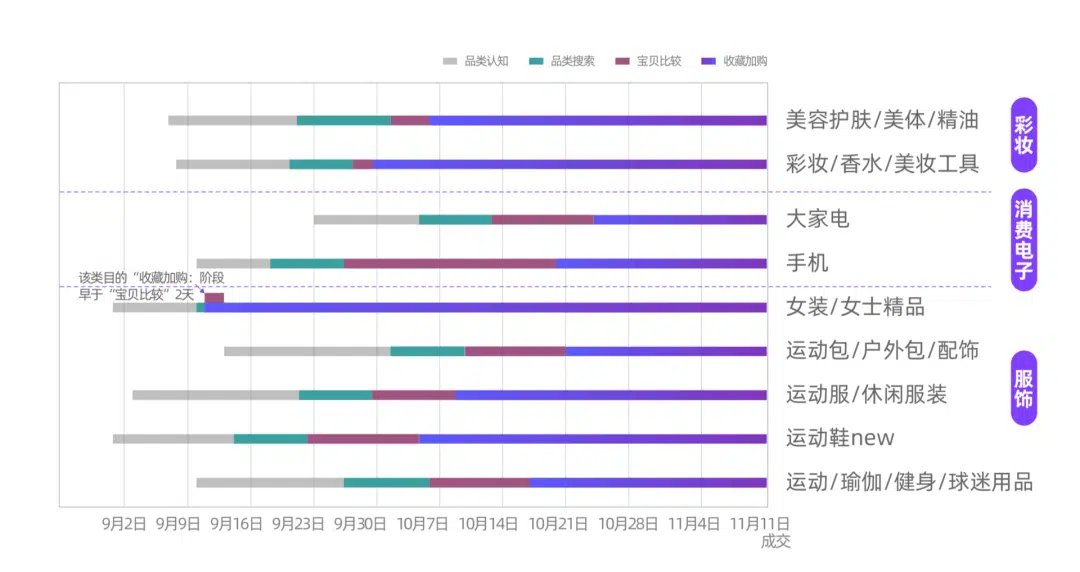 品类认知 品类搜索 宝贝比较 收藏加购
美容护肤/美体/精油
彩妆/香水/美妆工具
彩妆
大家电
手机
消费电子
该类目的“收藏加购：阶段
早于“宝贝比较”2天
女装/女士精品
运动包/户外包/配饰
运动服/休闲服装
运动鞋new
运动/瑜伽/健身/球迷用品
服饰
9月2日 9月9日 9月16日 9月23日 9月30日 10月7日 10月14日 10月21日 10月28日 11月4日 11月11日
成交